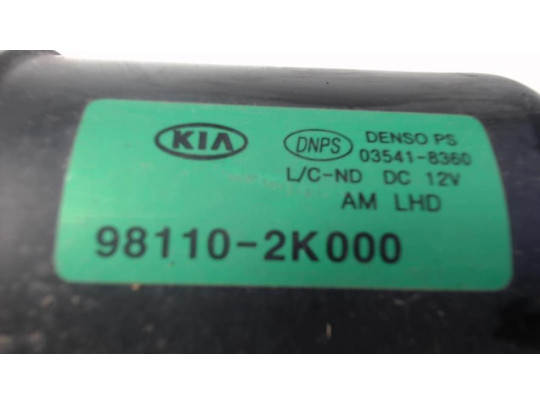 KIA DNPS DENSO PS
03541-8360
L/C-ND DC 12V
AM LHD
98110-2K000